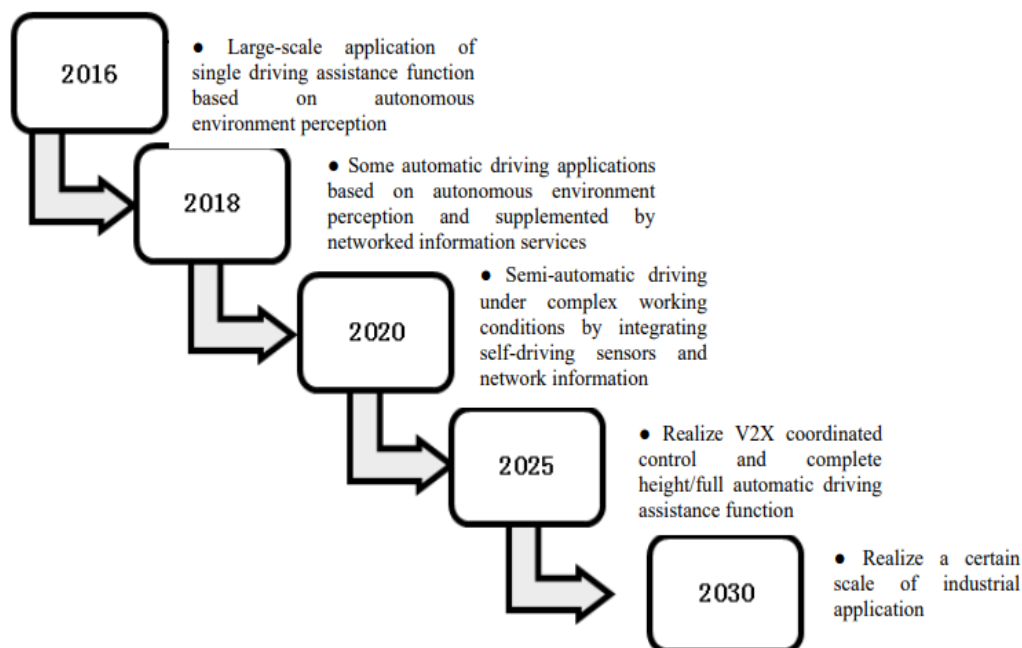 2016
● Large-scale application of
single driving assistance function
based on autonomous
environment perception
2018
● Some automatic driving applications
based on autonomous environment
perception and supplemented by
networked information services
2020
● Semi-automatic driving
under complex working
conditions by integrating
self-driving sensors and
network information
2025
● Realize V2X coordinated
control and complete
height/full automatic driving
assistance function
2030
● Realize a certain
scale of industrial
application